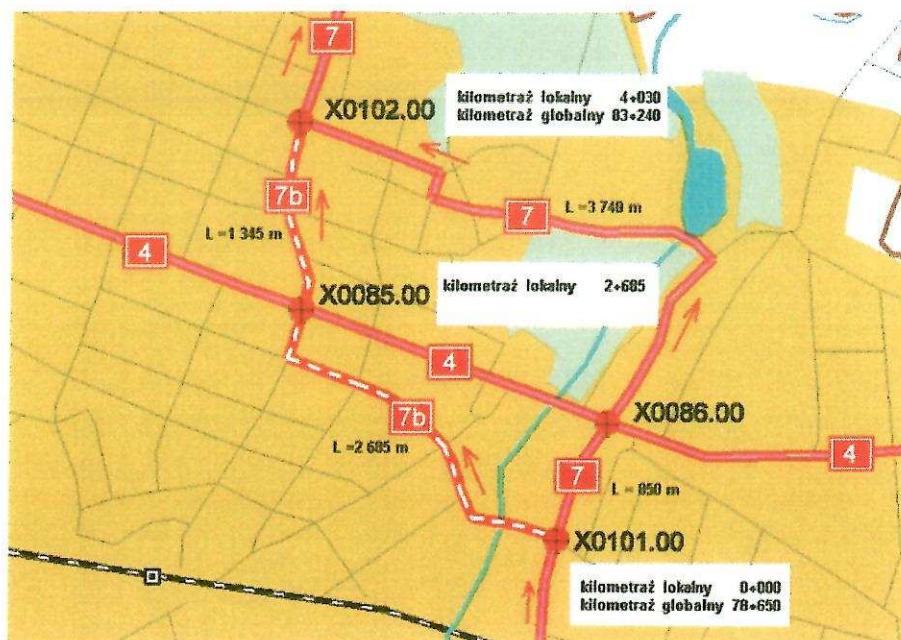 7
kilometraż lokalny 4+030
kilometraż globalny 83+240
X0102.00
7b
7
L =3 740 m
L =1 345 m
4
kilometraż lokalny 2+685
X0085.00
4
7b
X0086.00
L =2 685 m
4
7
L = 850 m
X0101.00
kilometraż lokalny 0+000
kilometraż globalny 78+650